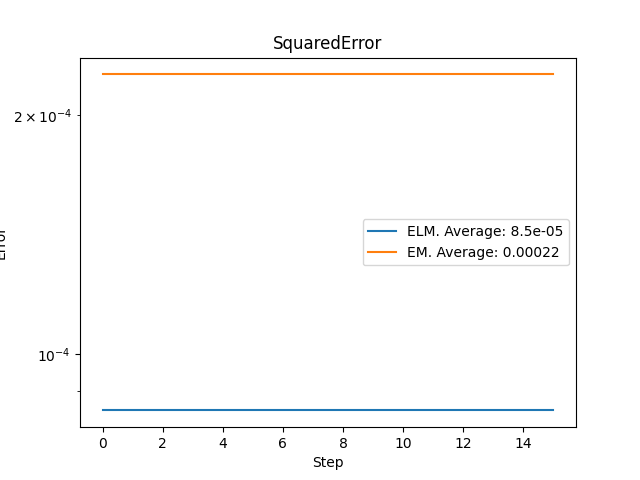 SquaredError
2 × 10⁻⁴
Error
ELM. Average: 8.5e-05
EM. Average: 0.00022
10⁻⁴
0 2 4 6 8 10 12 14
Step